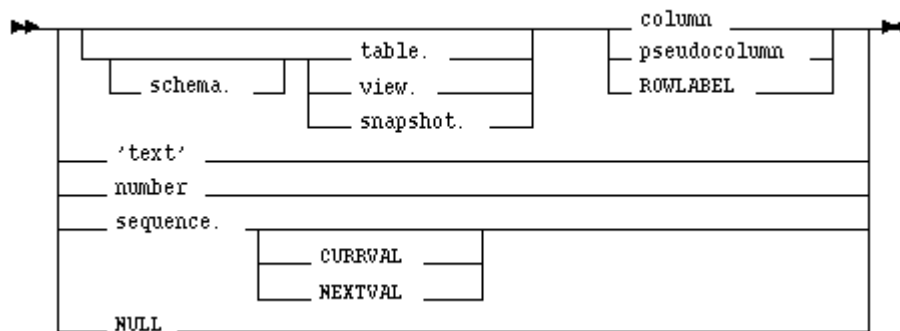 column
table. pseudocolumn
schema. view. ROWLABEL
snapshot.
'text'
number
sequence.
CURRVAL
NEXTVAL
NULL